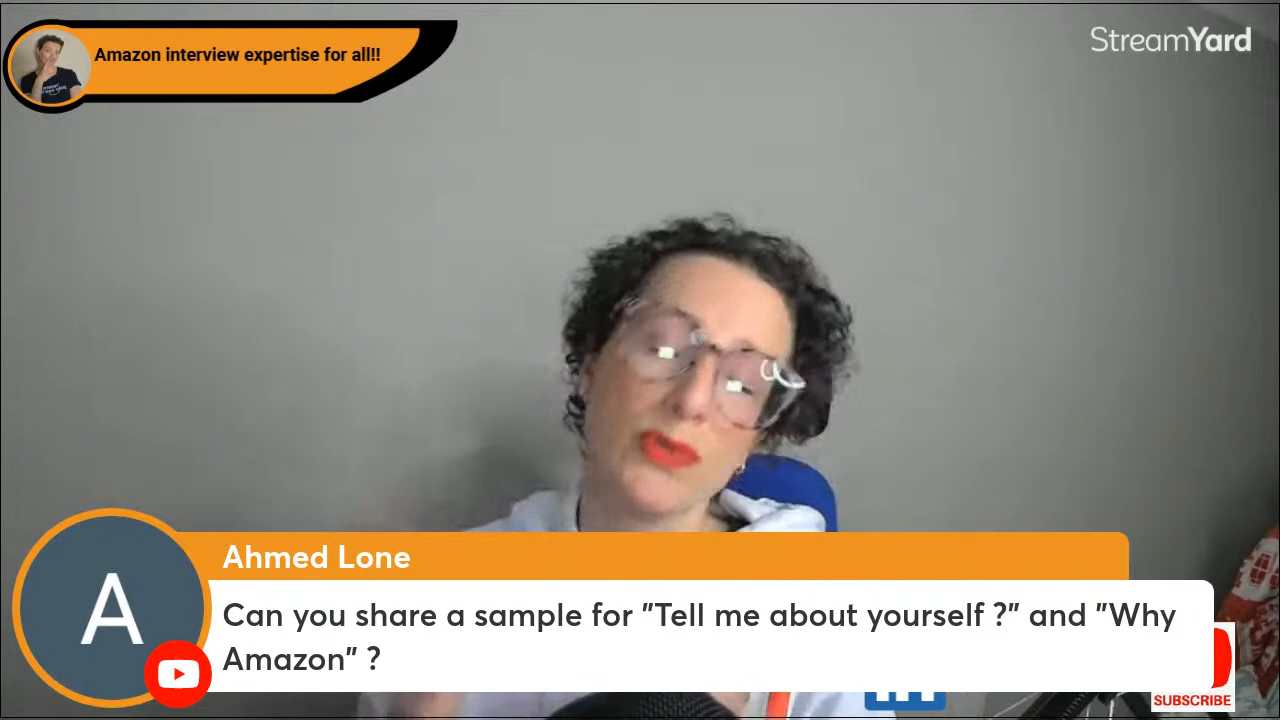 Amazon interview expertise for all!!
StreamYard
Ahmed Lone
A
Can you share a sample for "Tell me about yourself ?" and "Why
Amazon" ?
SUBSCRIBE